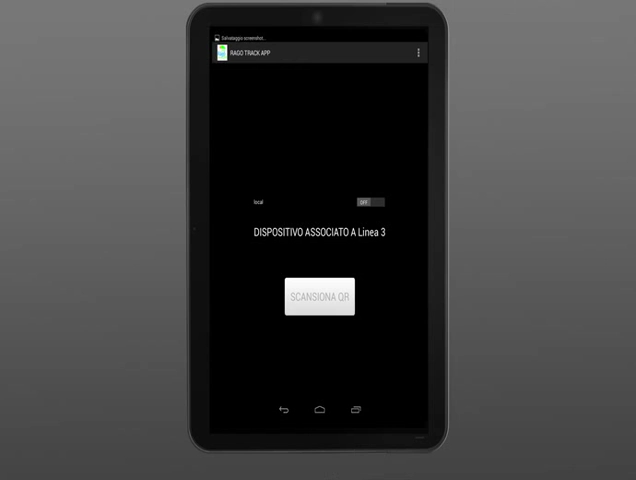 Salvataggio screenshot...
RAGO TRACK APP
local
OFF
DISPOSITIVO ASSOCIATO A Linea 3
SCANSIONA QR